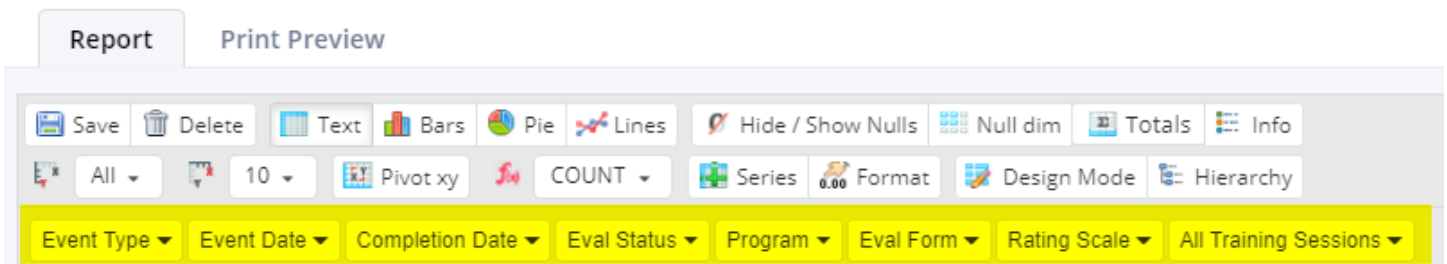 Report Print Preview
Save Delete Text Bars Pie Lines Hide / Show Nulls Null dim Totals Info
All 10 Pivot xy COUNT Series 0.00 Format Design Mode Hierarchy
Event Type Event Date Completion Date Eval Status Program Eval Form Rating Scale All Training Sessions